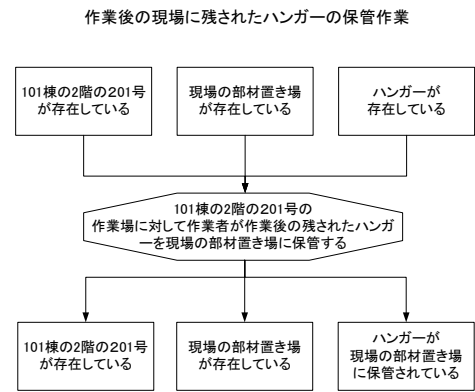 作業後の現場に残されたハンガーの保管作業
101棟の2階の201号
が存在している
現場の部材置き場
が存在している
ハンガーが
存在している
101棟の2階の201号の
作業場に対して作業者が作業後の残されたハンガ
ーを現場の部材置き場に保管する
101棟の2階の201号
が存在している
現場の部材置き場
が存在している
ハンガーが
現場の部材置き場
に保管されている